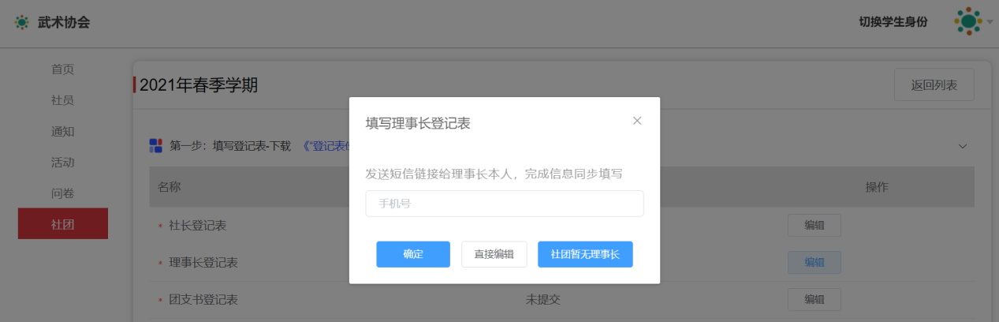 武术协会
切换学生身份
首页
社员
通知
活动
问卷
社团
2021年春季学期
返回列表
第一步：填写登记表-下载 《“登记表
名称
操作
* 社长登记表
编辑
* 理事长登记表
编辑
* 团支书登记表
未提交
编辑
填写理事长登记表
发送短信链接给理事长本人，完成信息同步填写
手机号
确定
直接编辑
社团暂无理事长